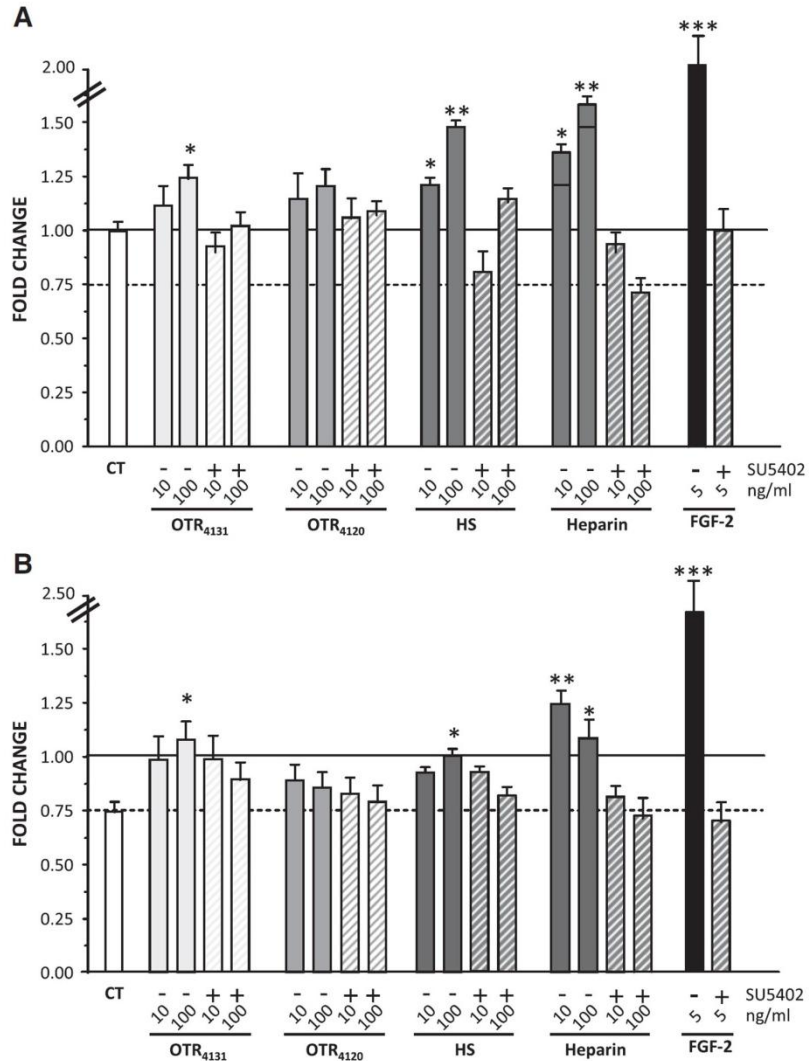 A
***
2.00
**
**
1.50
*
*
*
1.25
1.00
0.75
0.50
0.25
0.00
FOLD CHANGE
CT - - + + - - + + - - + + - - + + - + SU5402
10 100 10 100 10 100 10 100 10 100 10 100 10 100 10 100 5 5 ng/ml
OTR4131 OTR4120 HS Heparin FGF-2
B
***
2.50
1.50
**
1.25
* * *
1.00
0.75
0.50
0.25
0.00
FOLD CHANGE
CT - - + + - - + + - - + + - - + + - + SU5402
10 100 10 100 10 100 10 100 10 100 10 100 10 100 10 100 5 5 ng/ml
OTR4131 OTR4120 HS Heparin FGF-2